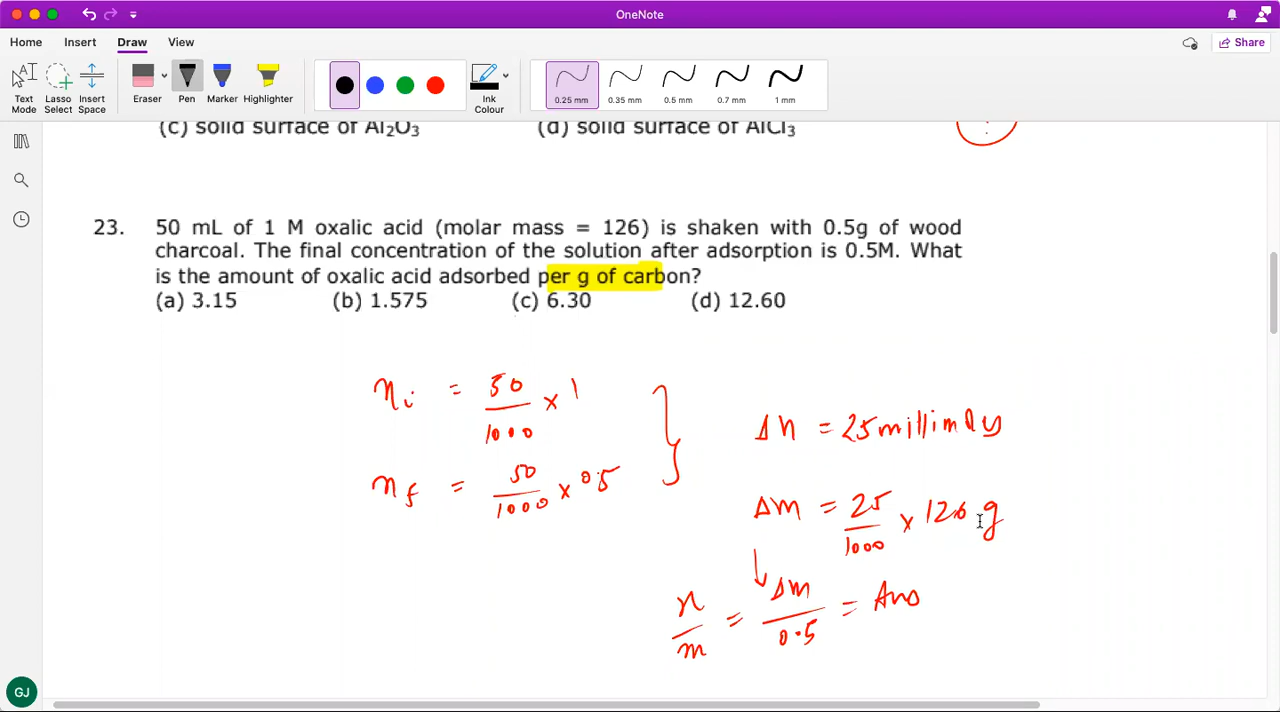 OneNote
Home Insert Draw View
Share
Text Mode
Lasso Select
Insert Space
Eraser
Pen
Marker
Highlighter
Ink Colour
0.25 mm
0.35 mm
0.5 mm
0.7 mm
1 mm
(c) solid surface of Al₂O₃ (d) solid surface of AlCl₃
23. 50 mL of 1 M oxalic acid (molar mass = 126) is shaken with 0.5g of wood
charcoal. The final concentration of the solution after adsorption is 0.5M. What
is the amount of oxalic acid adsorbed per g of carbon?
(a) 3.15 (b) 1.575 (c) 6.30 (d) 12.60
nᵢ = 50/1000 × 1
Δn = 25 millimoles
n_f = 50/1000 × 0.5
Δm = 25/1000 × 126 g
x/m = Δm/0.5 = Ans
GJ